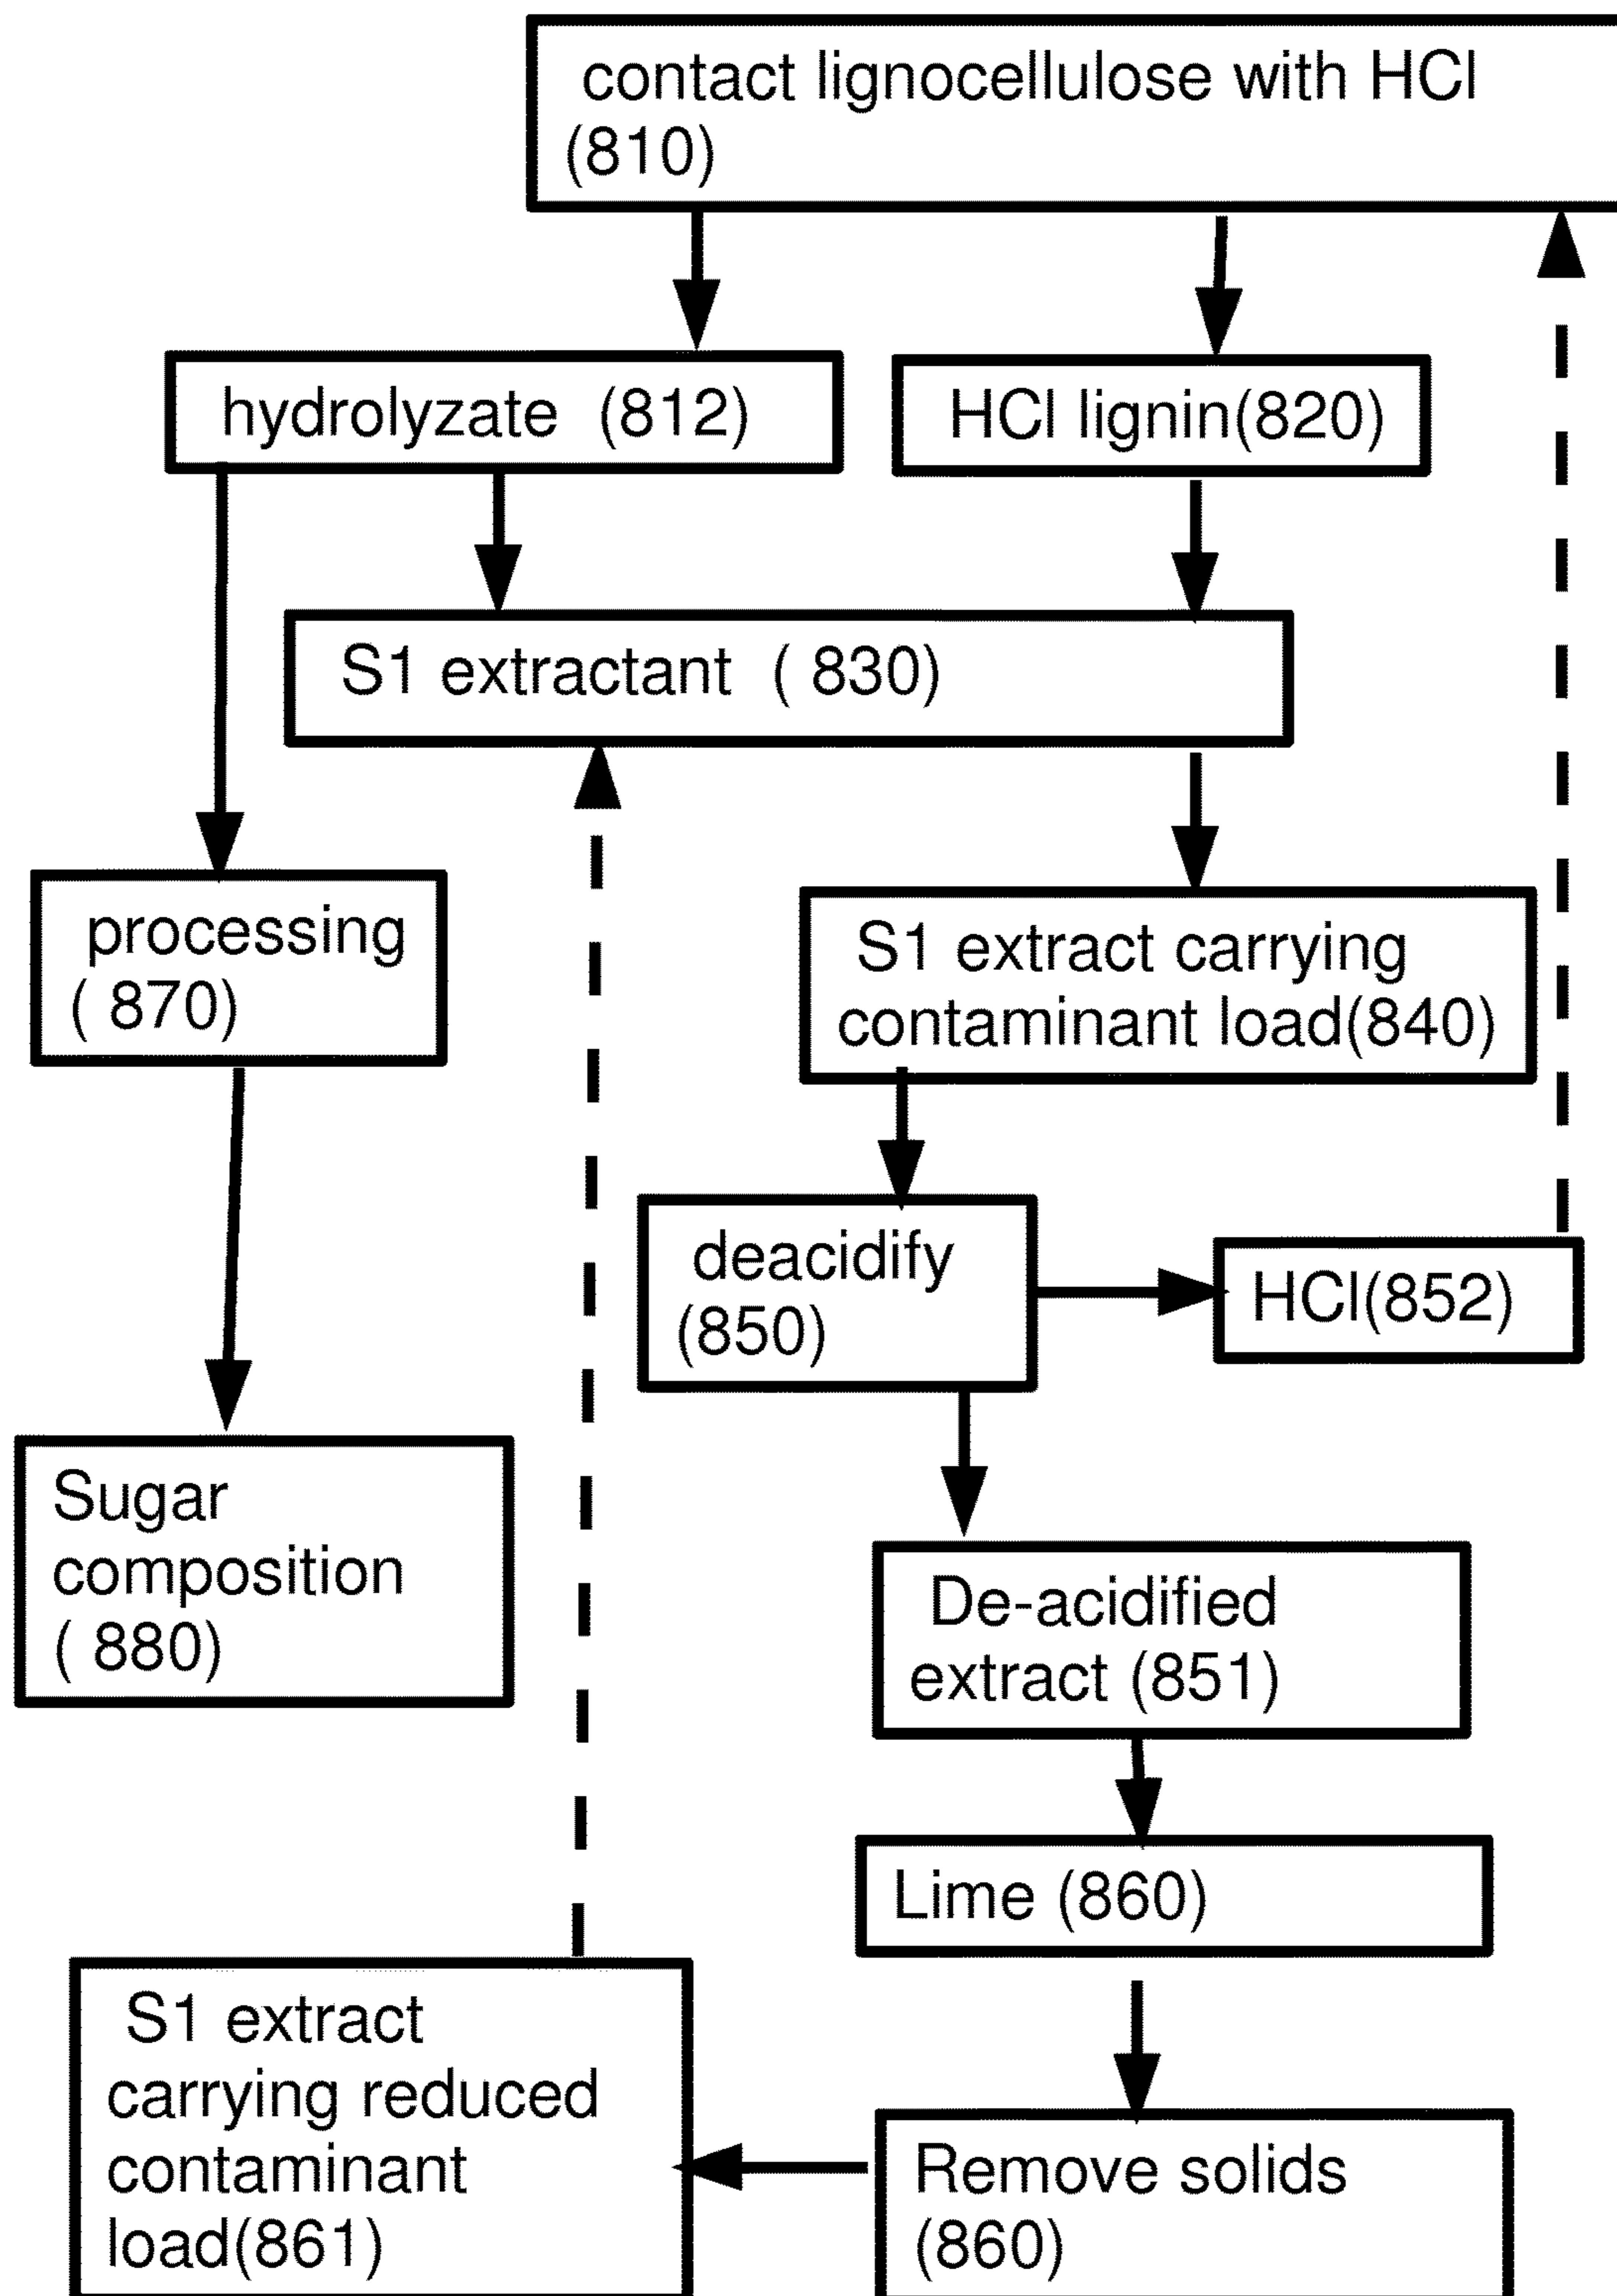 contact lignocellulose with HCl
(810)
hydrolyzate (812)
HCl lignin(820)
S1 extractant ( 830)
processing
( 870)
S1 extract carrying
contaminant load(840)
deacidify
(850)
HCl(852)
Sugar
composition
( 880)
De-acidified
extract (851)
Lime (860)
S1 extract
carrying reduced
contaminant
load(861)
Remove solids
(860)